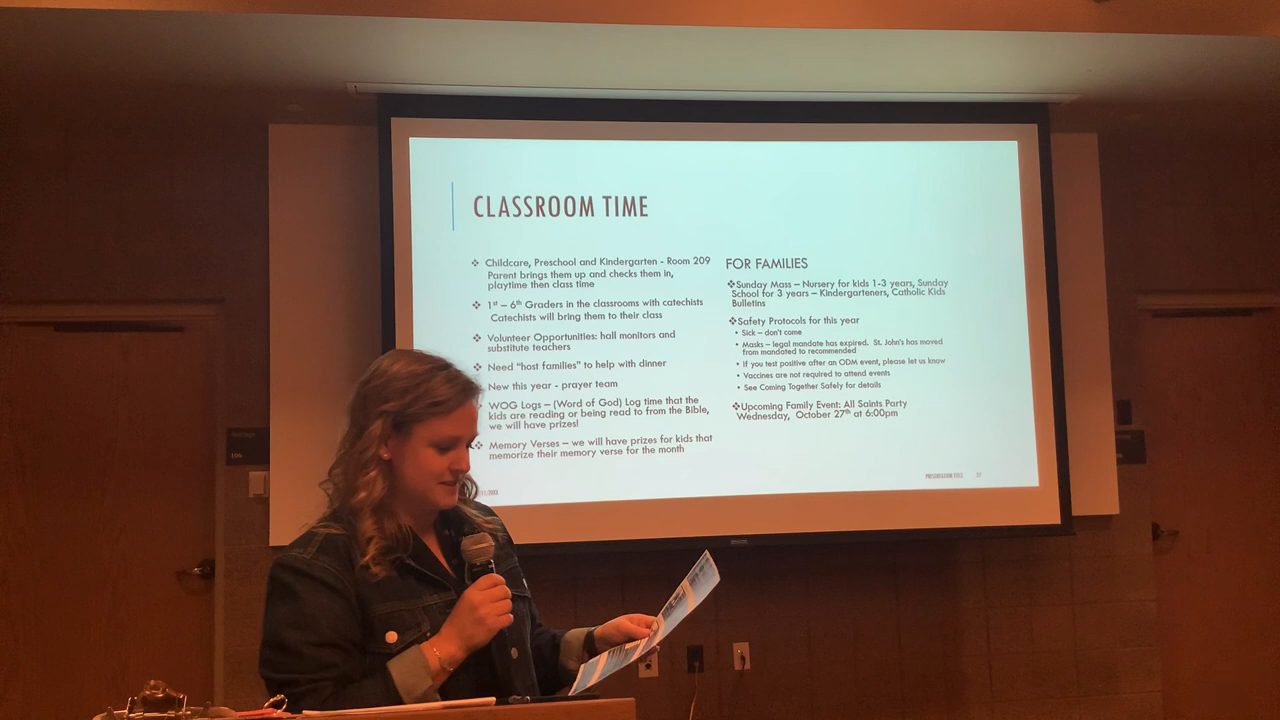 CLASSROOM TIME
❖ Childcare, Preschool and Kindergarten - Room 209
Parent brings them up and checks them in,
playtime then class time
❖ 1st – 6th Graders in the classrooms with catechists
Catechists will bring them to their class
❖ Volunteer Opportunities: hall monitors and
substitute teachers
❖ Need "host families" to help with dinner
New this year - prayer team
WOG Logs – (Word of God) Log time that the
kids are reading or being read to from the Bible,
we will have prizes!
❖ Memory Verses – we will have prizes for kids that
memorize their memory verse for the month
FOR FAMILIES
❖Sunday Mass – Nursery for kids 1-3 years, Sunday
School for 3 years – Kindergarteners, Catholic Kids
Bulletins
❖Safety Protocols for this year
• Sick – don't come
• Masks – legal mandate has expired. St. John's has moved
from mandated to recommended
• If you test positive after an ODM event, please let us know
• Vaccines are not required to attend events
• See Coming Together Safely for details
❖Upcoming Family Event: All Saints Party
Wednesday, October 27th at 6:00pm
PRESENTATION TITLE
106